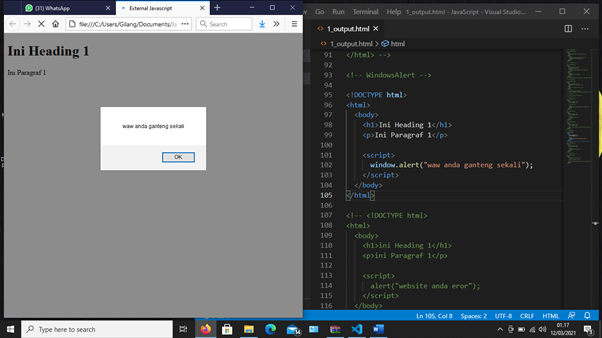 (31) WhatsApp
External Javascript
file:///C:/Users/Gilang/Documents/Ja
Search
Ini Heading 1
Ini Paragraf 1
waw anda ganteng sekali
OK
Go Run Terminal Help 1_output.html - JavaScript - Visual Studio...
1_output.html
1_output.html > html
91 </html> -->
92
93 <!-- WindowsAlert -->
94
95 <!DOCTYPE html>
96 <html>
97 <body>
98 <h1>Ini Heading 1</h1>
99 <p>Ini Paragraf 1</p>
100
101 <script>
102 window.alert("waw anda ganteng sekali");
103 </script>
104 </body>
105 </html>
106
107 <!-- <!DOCTYPE html>
108 <html>
109 <body>
110 <h1>ini Heading 1</h1>
111 <p>ini Paragraf 1</p>
112
113 <script>
114 alert("website anda eror");
115 </script>
116 </body>
Ln 105, Col 8 Spaces: 2 UTF-8 CRLF HTML
Type here to search
01.17
12/03/2021